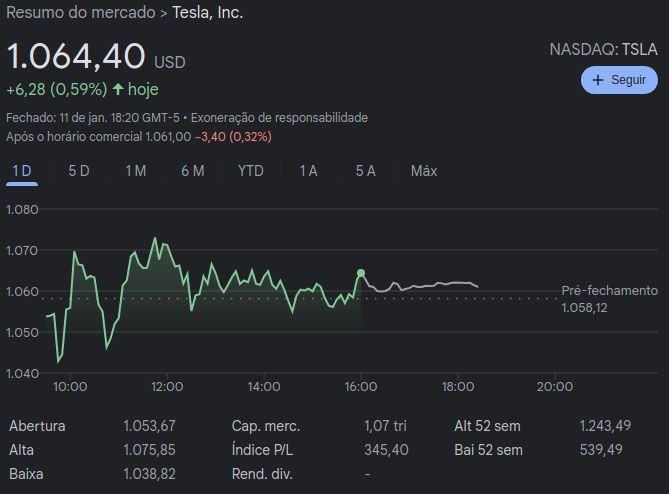 Resumo do mercado > Tesla, Inc.
1.064,40 USD
NASDAQ: TSLA
+ Seguir
+6,28 (0,59%) ↑ hoje
Fechado: 11 de jan. 18:20 GMT-5 • Exoneração de responsabilidade
Após o horário comercial 1.061,00 −3,40 (0,32%)
1 D 5 D 1 M 6 M YTD 1 A 5 A Máx
1.080
1.070
1.060
1.050
1.040
Pré-fechamento
1.058,12
10:00 12:00 14:00 16:00 18:00 20:00
Abertura 1.053,67 Cap. merc. 1,07 tri Alt 52 sem 1.243,49
Alta 1.075,85 Índice P/L 345,40 Bai 52 sem 539,49
Baixa 1.038,82 Rend. div. -